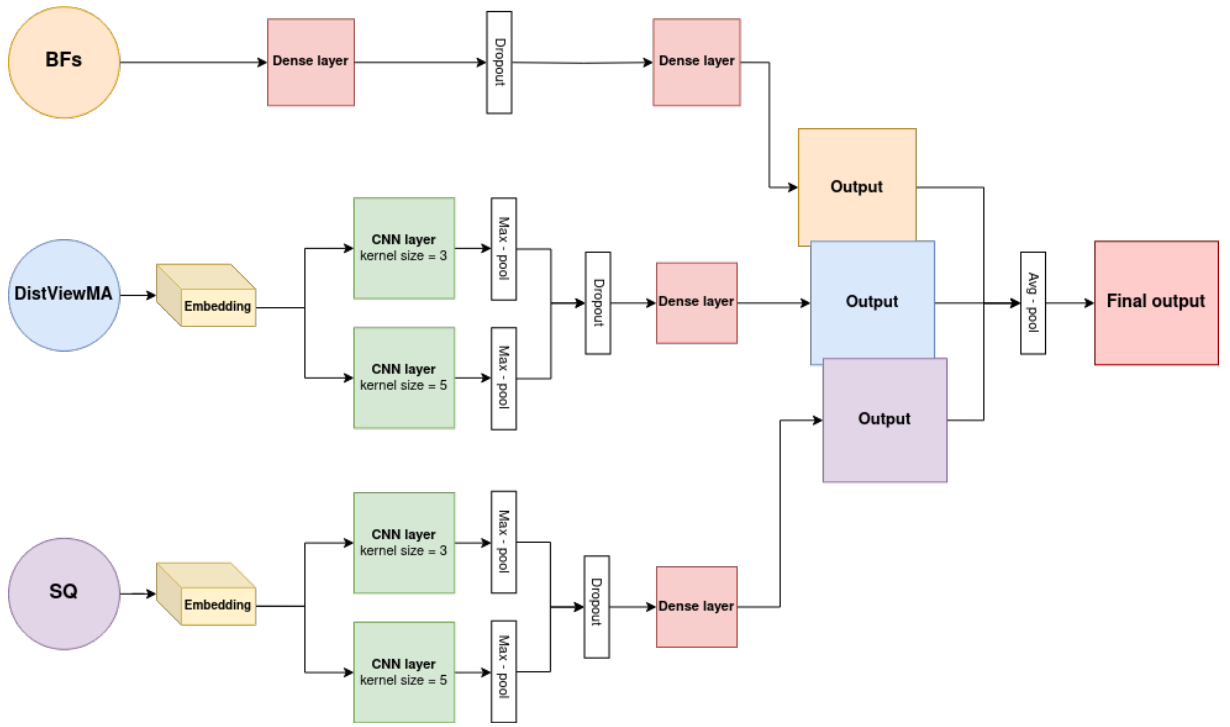 BFs
Dense layer
Dropout
Dense layer
Output
DistViewMA
Embedding
CNN layer
kernel size = 3
Max - pool
CNN layer
kernel size = 5
Max - pool
Dropout
Dense layer
Output
Avg - pool
Final output
Output
SQ
Embedding
CNN layer
kernel size = 3
Max - pool
CNN layer
kernel size = 5
Max - pool
Dropout
Dense layer